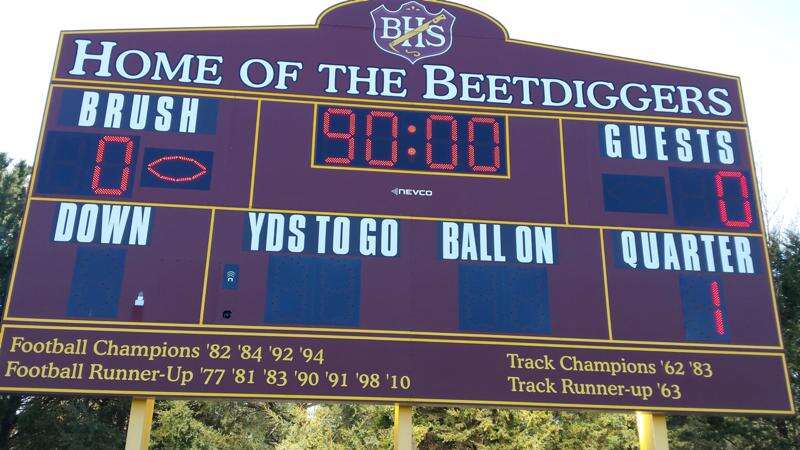 BHS
HOME OF THE BEETDIGGERS
BRUSH 90:00 GUESTS
0 0
NEVCO
DOWN YDS TO GO BALL ON QUARTER
1
Football Champions '82 '84 '92 '94
Football Runner-Up '77 '81 '83 '90 '91 '98 '10
Track Champions '62 '83
Track Runner-up '63